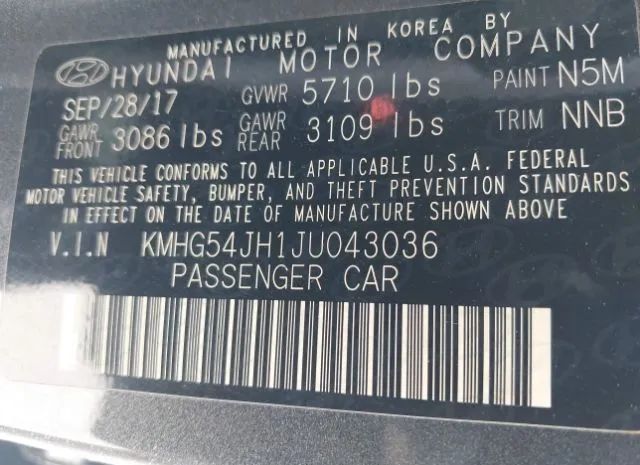 MANUFACTURED IN KOREA BY
HYUNDAI MOTOR COMPANY
SEP/28/17 GVWR 5710 lbs PAINT N5M
GAWR FRONT 3086 lbs GAWR REAR 3109 lbs TRIM NNB
THIS VEHICLE CONFORMS TO ALL APPLICABLE U.S.A. FEDERAL
MOTOR VEHICLE SAFETY, BUMPER, AND THEFT PREVENTION STANDARDS
IN EFFECT ON THE DATE OF MANUFACTURE SHOWN ABOVE
V.I.N KMHG54JH1JU043036
PASSENGER CAR